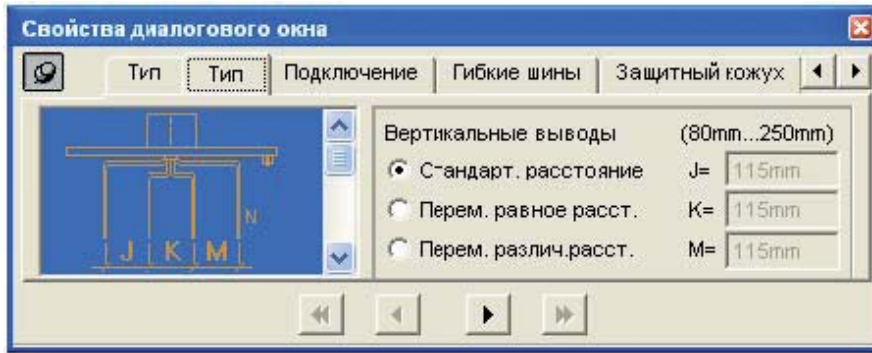 Свойства диалогового окна
Тип Тип Подключение Гибкие шины Защитный кожух
Вертикальные выводы (80mm...250mm)
Стандарт. расстояние J= 115mm
Перем. равное расст. K= 115mm
Перем. различ.расст. M= 115mm
N
J K M